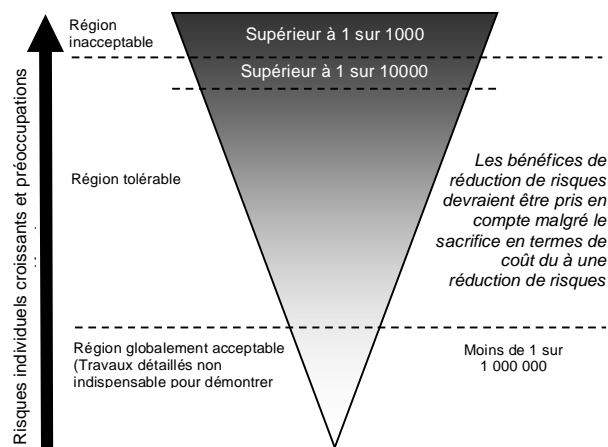 Région
inacceptable
Supérieur à 1 sur 1000
Supérieur à 1 sur 10000
Région tolérable
Les bénéfices de
réduction de risques
devraient être pris en
compte malgré le
sacrifice en termes de
coût du à une
réduction de risques
Région globalement acceptable
(Travaux détaillés non
indispensable pour démontrer
Moins de 1 sur
1 000 000
Risques individuels croissants et préoccupations